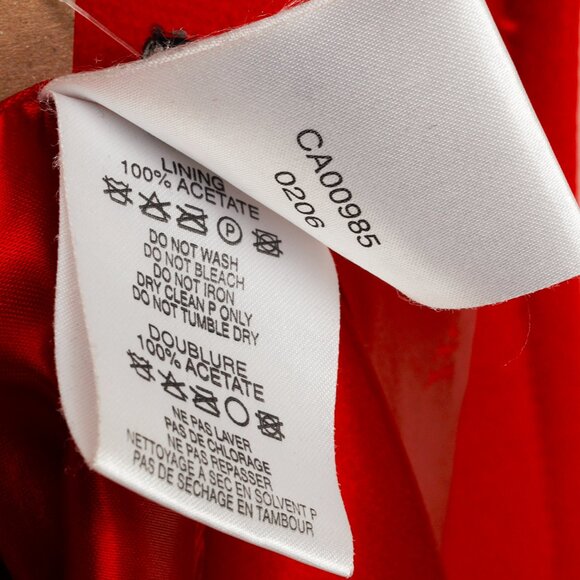 CA00985
0206
LINING
100% ACETATE
P
DO NOT WASH
DO NOT BLEACH
DO NOT IRON
DRY CLEAN P ONLY
DO NOT TUMBLE DRY
DOUBLURE
100% ACETATE
NE PAS LAVER
PAS DE CHLORAGE
NE PAS REPASSER
NETTOYAGE A SEC EN SOLVENT P
PAS DE SECHAGE EN TAMBOUR